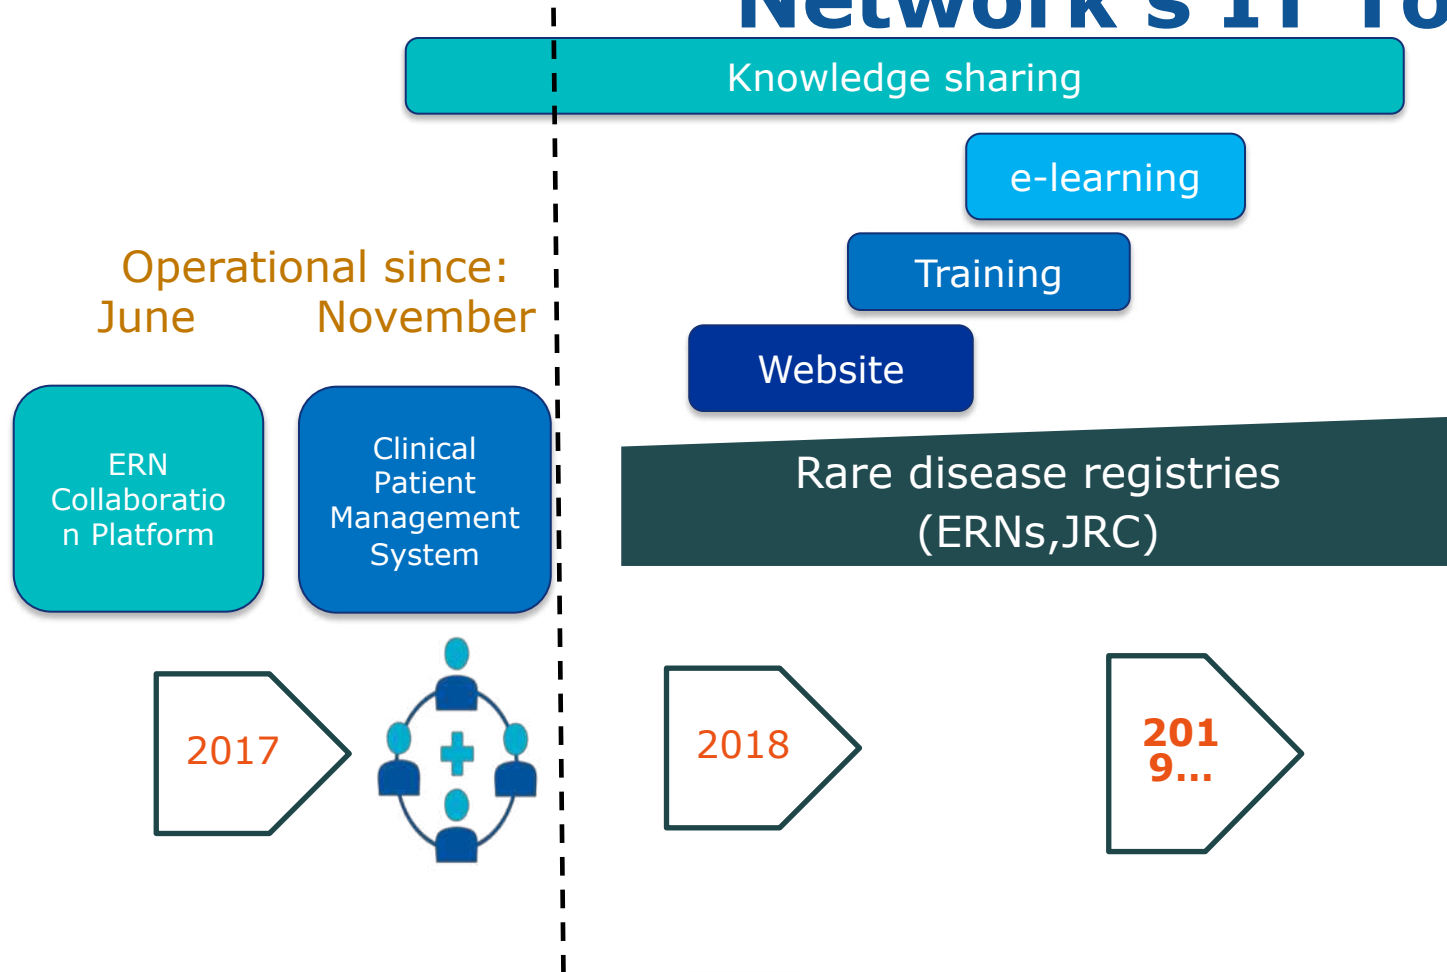 Network's IT To
Knowledge sharing
e-learning
Training
Website
Operational since:
June November
ERN
Collaboratio
n Platform
Clinical
Patient
Management
System
Rare disease registries
(ERNs,JRC)
2017
2018
201
9...